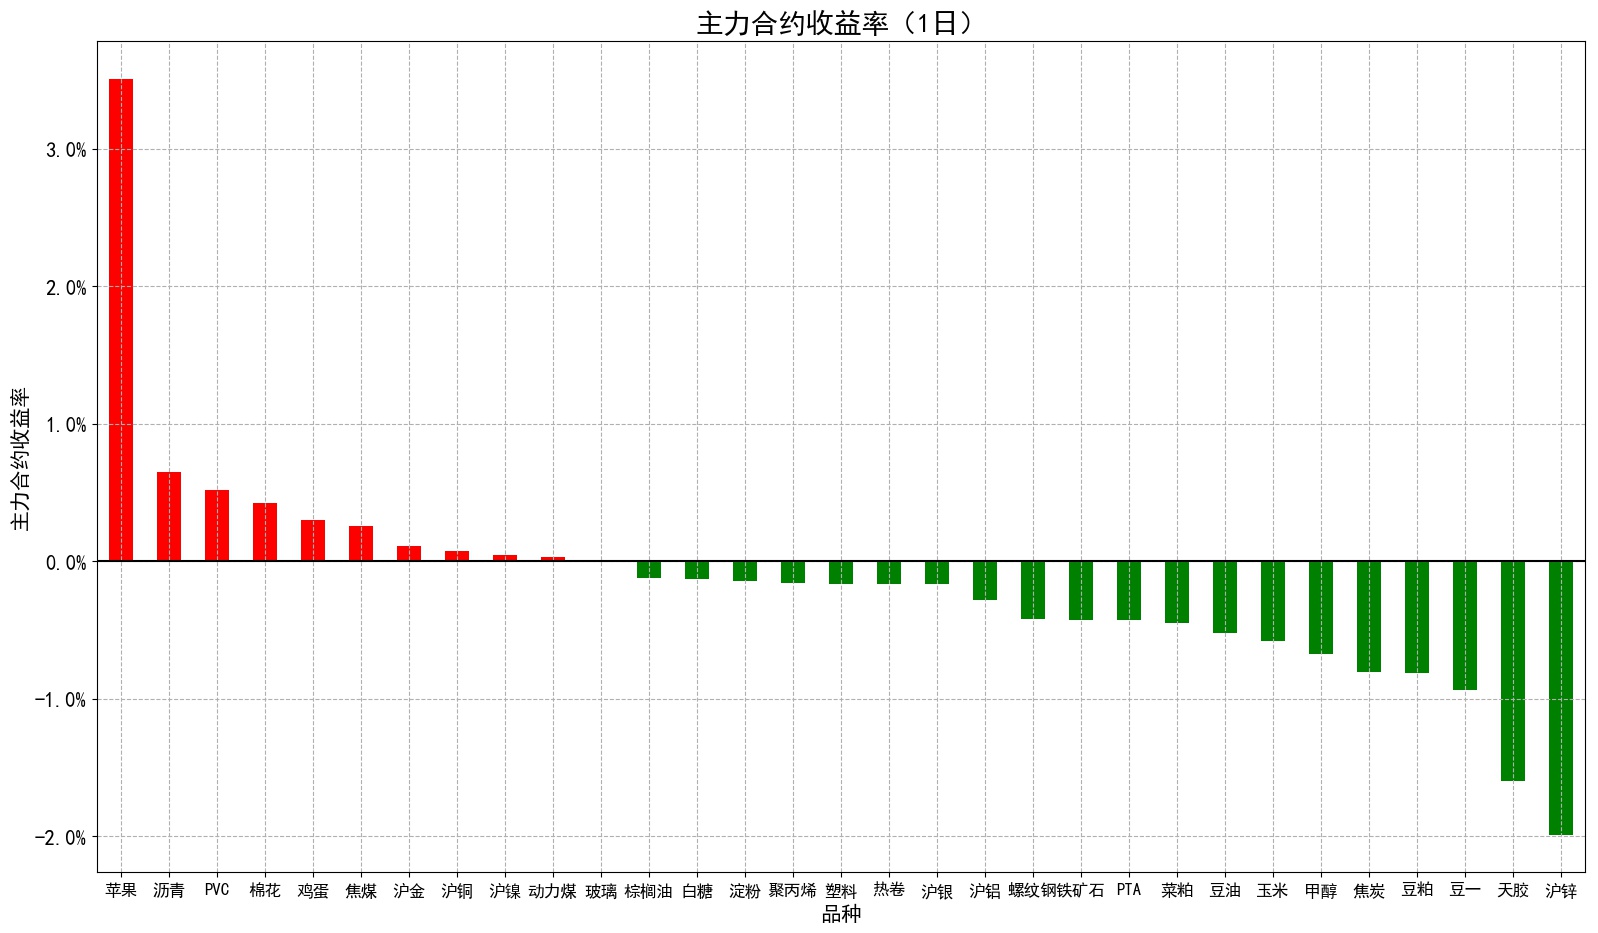 主力合约收益率（1日）
主力合约收益率
3.0%
2.0%
1.0%
0.0%
-1.0%
-2.0%
苹果 沥青 PVC 棉花 鸡蛋 焦煤 沪金 沪铜 沪镍 动力煤 玻璃 棕榈油 白糖 淀粉 聚丙烯 塑料 热卷 沪银 沪铝 螺纹钢 铁矿石 PTA 菜粕 豆油 玉米 甲醇 焦炭 豆粕 豆一 天胶 沪锌
品种